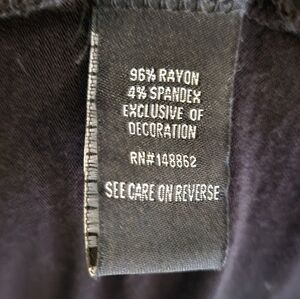 96% RAYON
4% SPANDEX
EXCLUSIVE OF
DECORATION
RN#148862
SEE CARE ON REVERSE